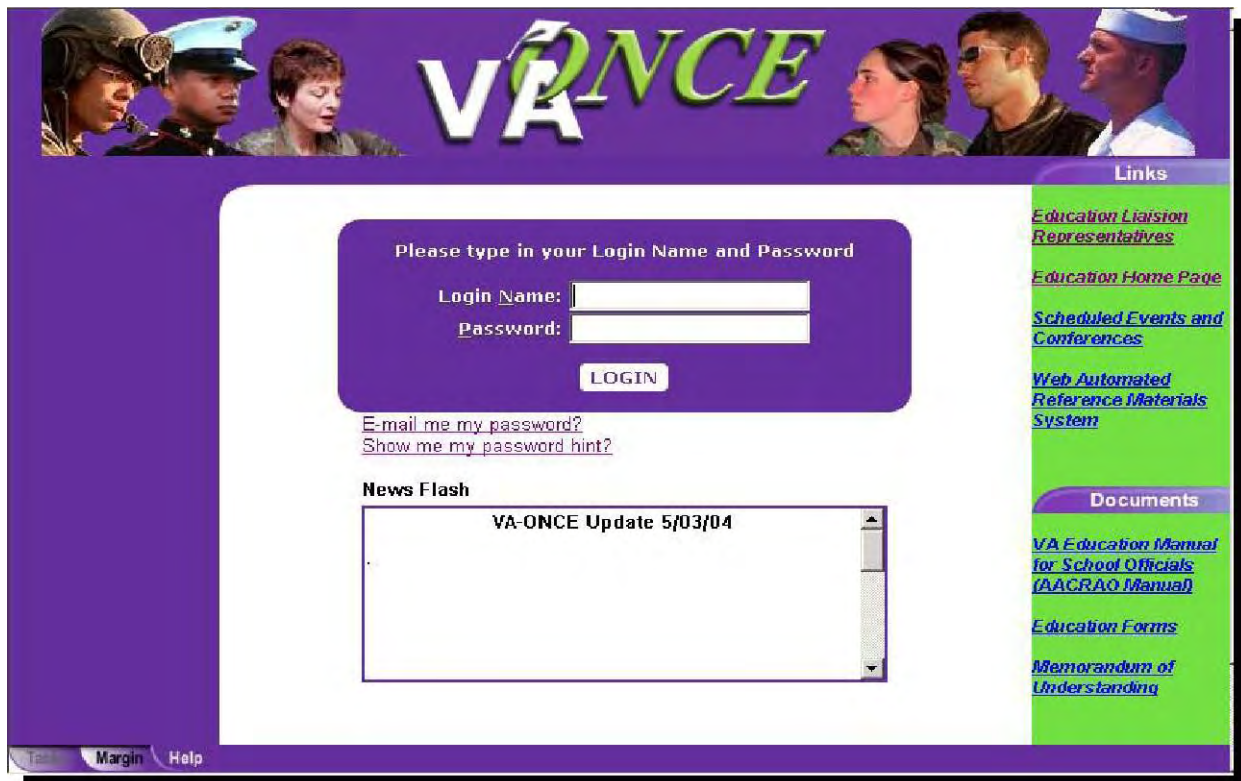 VA ONCE
Links
Please type in your Login Name and Password
Login Name:
Password:
LOGIN
E-mail me my password?
Show me my password hint?
News Flash
VA-ONCE Update 5/03/04
.
Education Liaision
Representatives
Education Home Page
Scheduled Events and
Conferences
Web Automated
Reference Materials
System
Documents
VA Education Manual
for School Officials
(AACRAO Manual)
Education Forms
Memorandum of
Understanding
Margin
Help